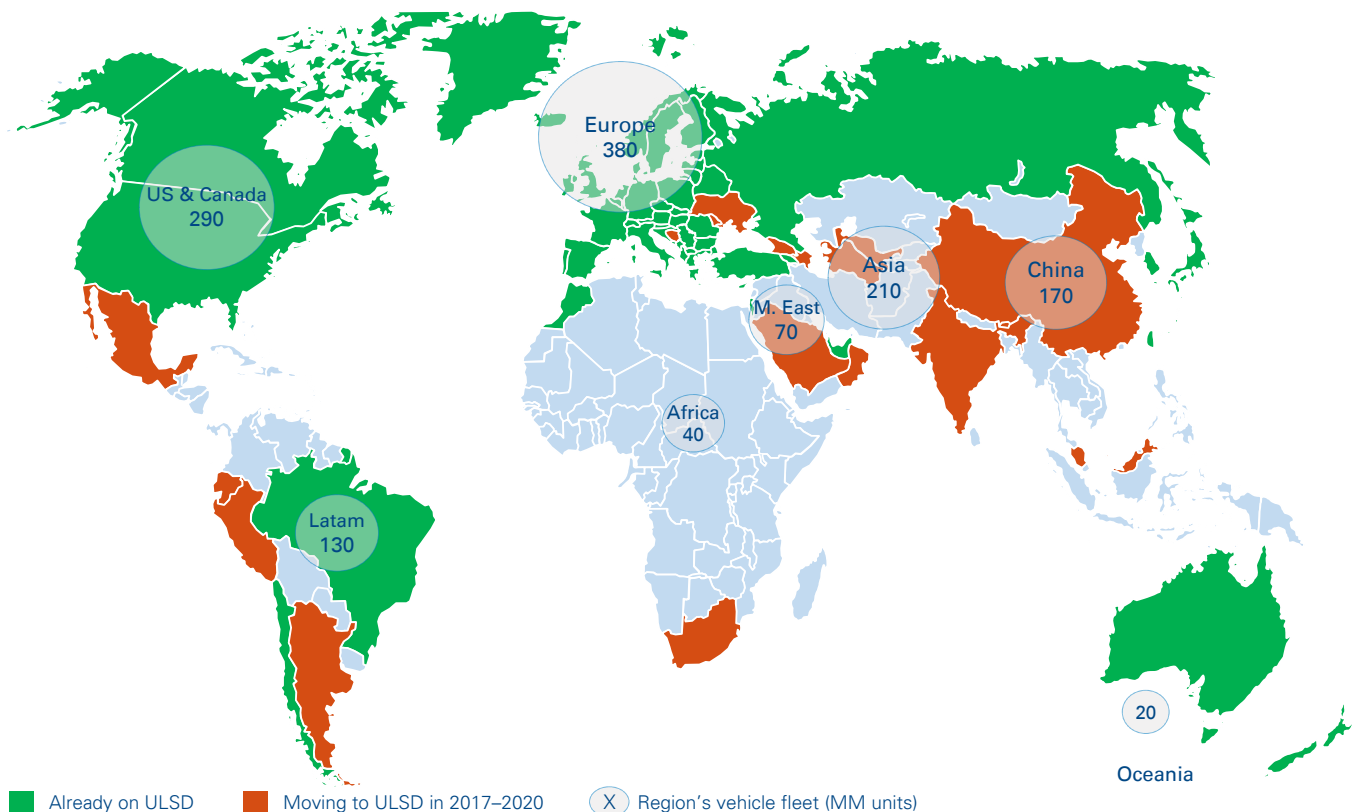 Europe
380
US & Canada
290
Asia
210
China
170
M. East
70
Africa
40
Latam
130
20
Oceania
Already on ULSD
Moving to ULSD in 2017–2020
X Region's vehicle fleet (MM units)